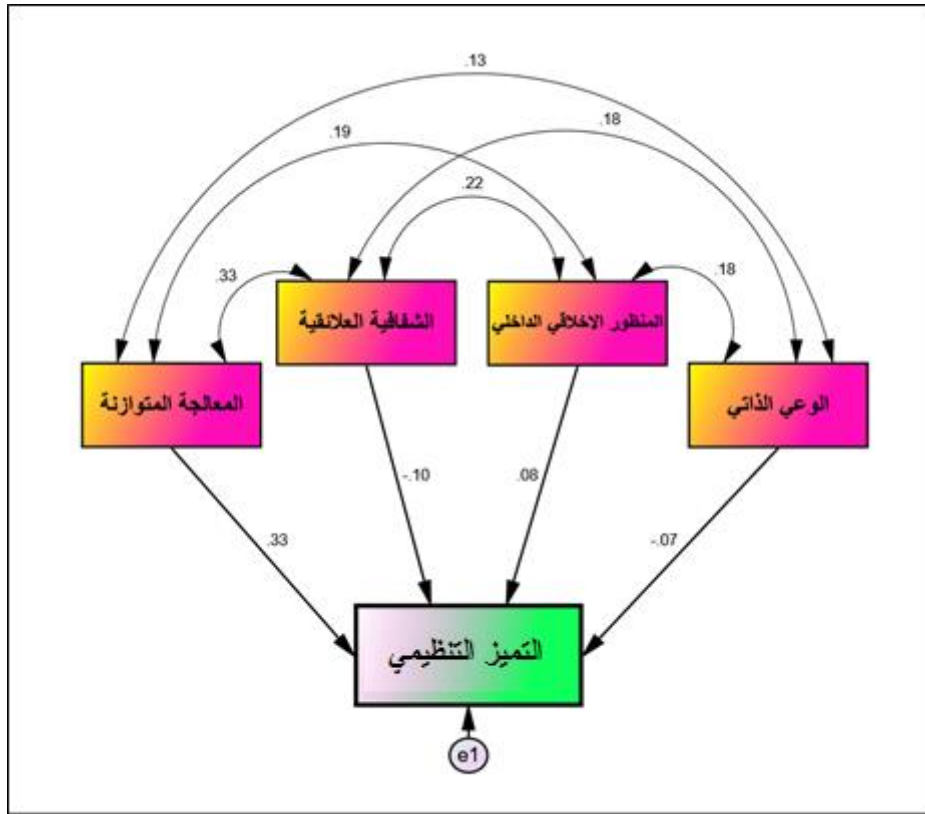 .13
.19
.18
.22
.33
.18
الشفافية العلائقية
المنظور الاخلاقي الداخلي
المعالجة المتوازنة
الوعي الذاتي
-.10
.08
.33
-.07
التميز التنظيمي
e1